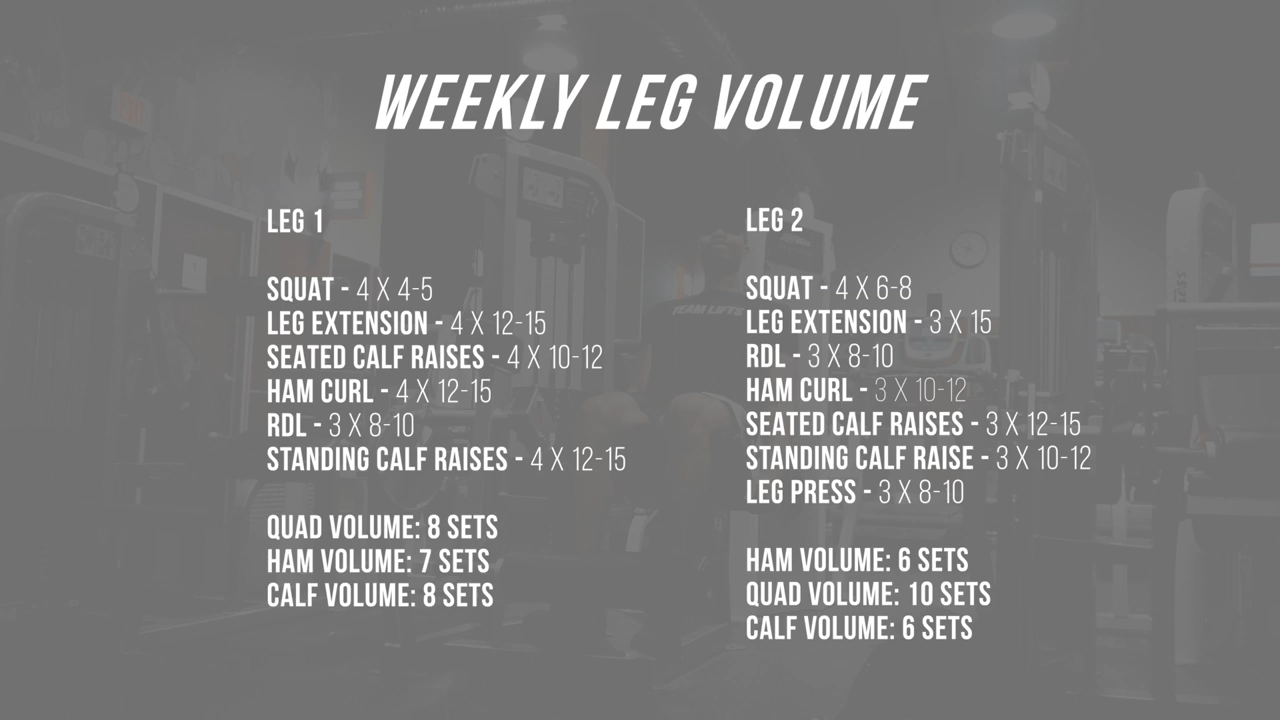 WEEKLY LEG VOLUME
LEG 1
SQUAT - 4 X 4-5
LEG EXTENSION - 4 X 12-15
SEATED CALF RAISES - 4 X 10-12
HAM CURL - 4 X 12-15
RDL - 3 X 8-10
STANDING CALF RAISES - 4 X 12-15
QUAD VOLUME: 8 SETS
HAM VOLUME: 7 SETS
CALF VOLUME: 8 SETS
LEG 2
SQUAT - 4 X 6-8
LEG EXTENSION - 3 X 15
RDL - 3 X 8-10
HAM CURL - 3 X 10-12
SEATED CALF RAISES - 3 X 12-15
STANDING CALF RAISE - 3 X 10-12
LEG PRESS - 3 X 8-10
HAM VOLUME: 6 SETS
QUAD VOLUME: 10 SETS
CALF VOLUME: 6 SETS
TEAM LIFTS